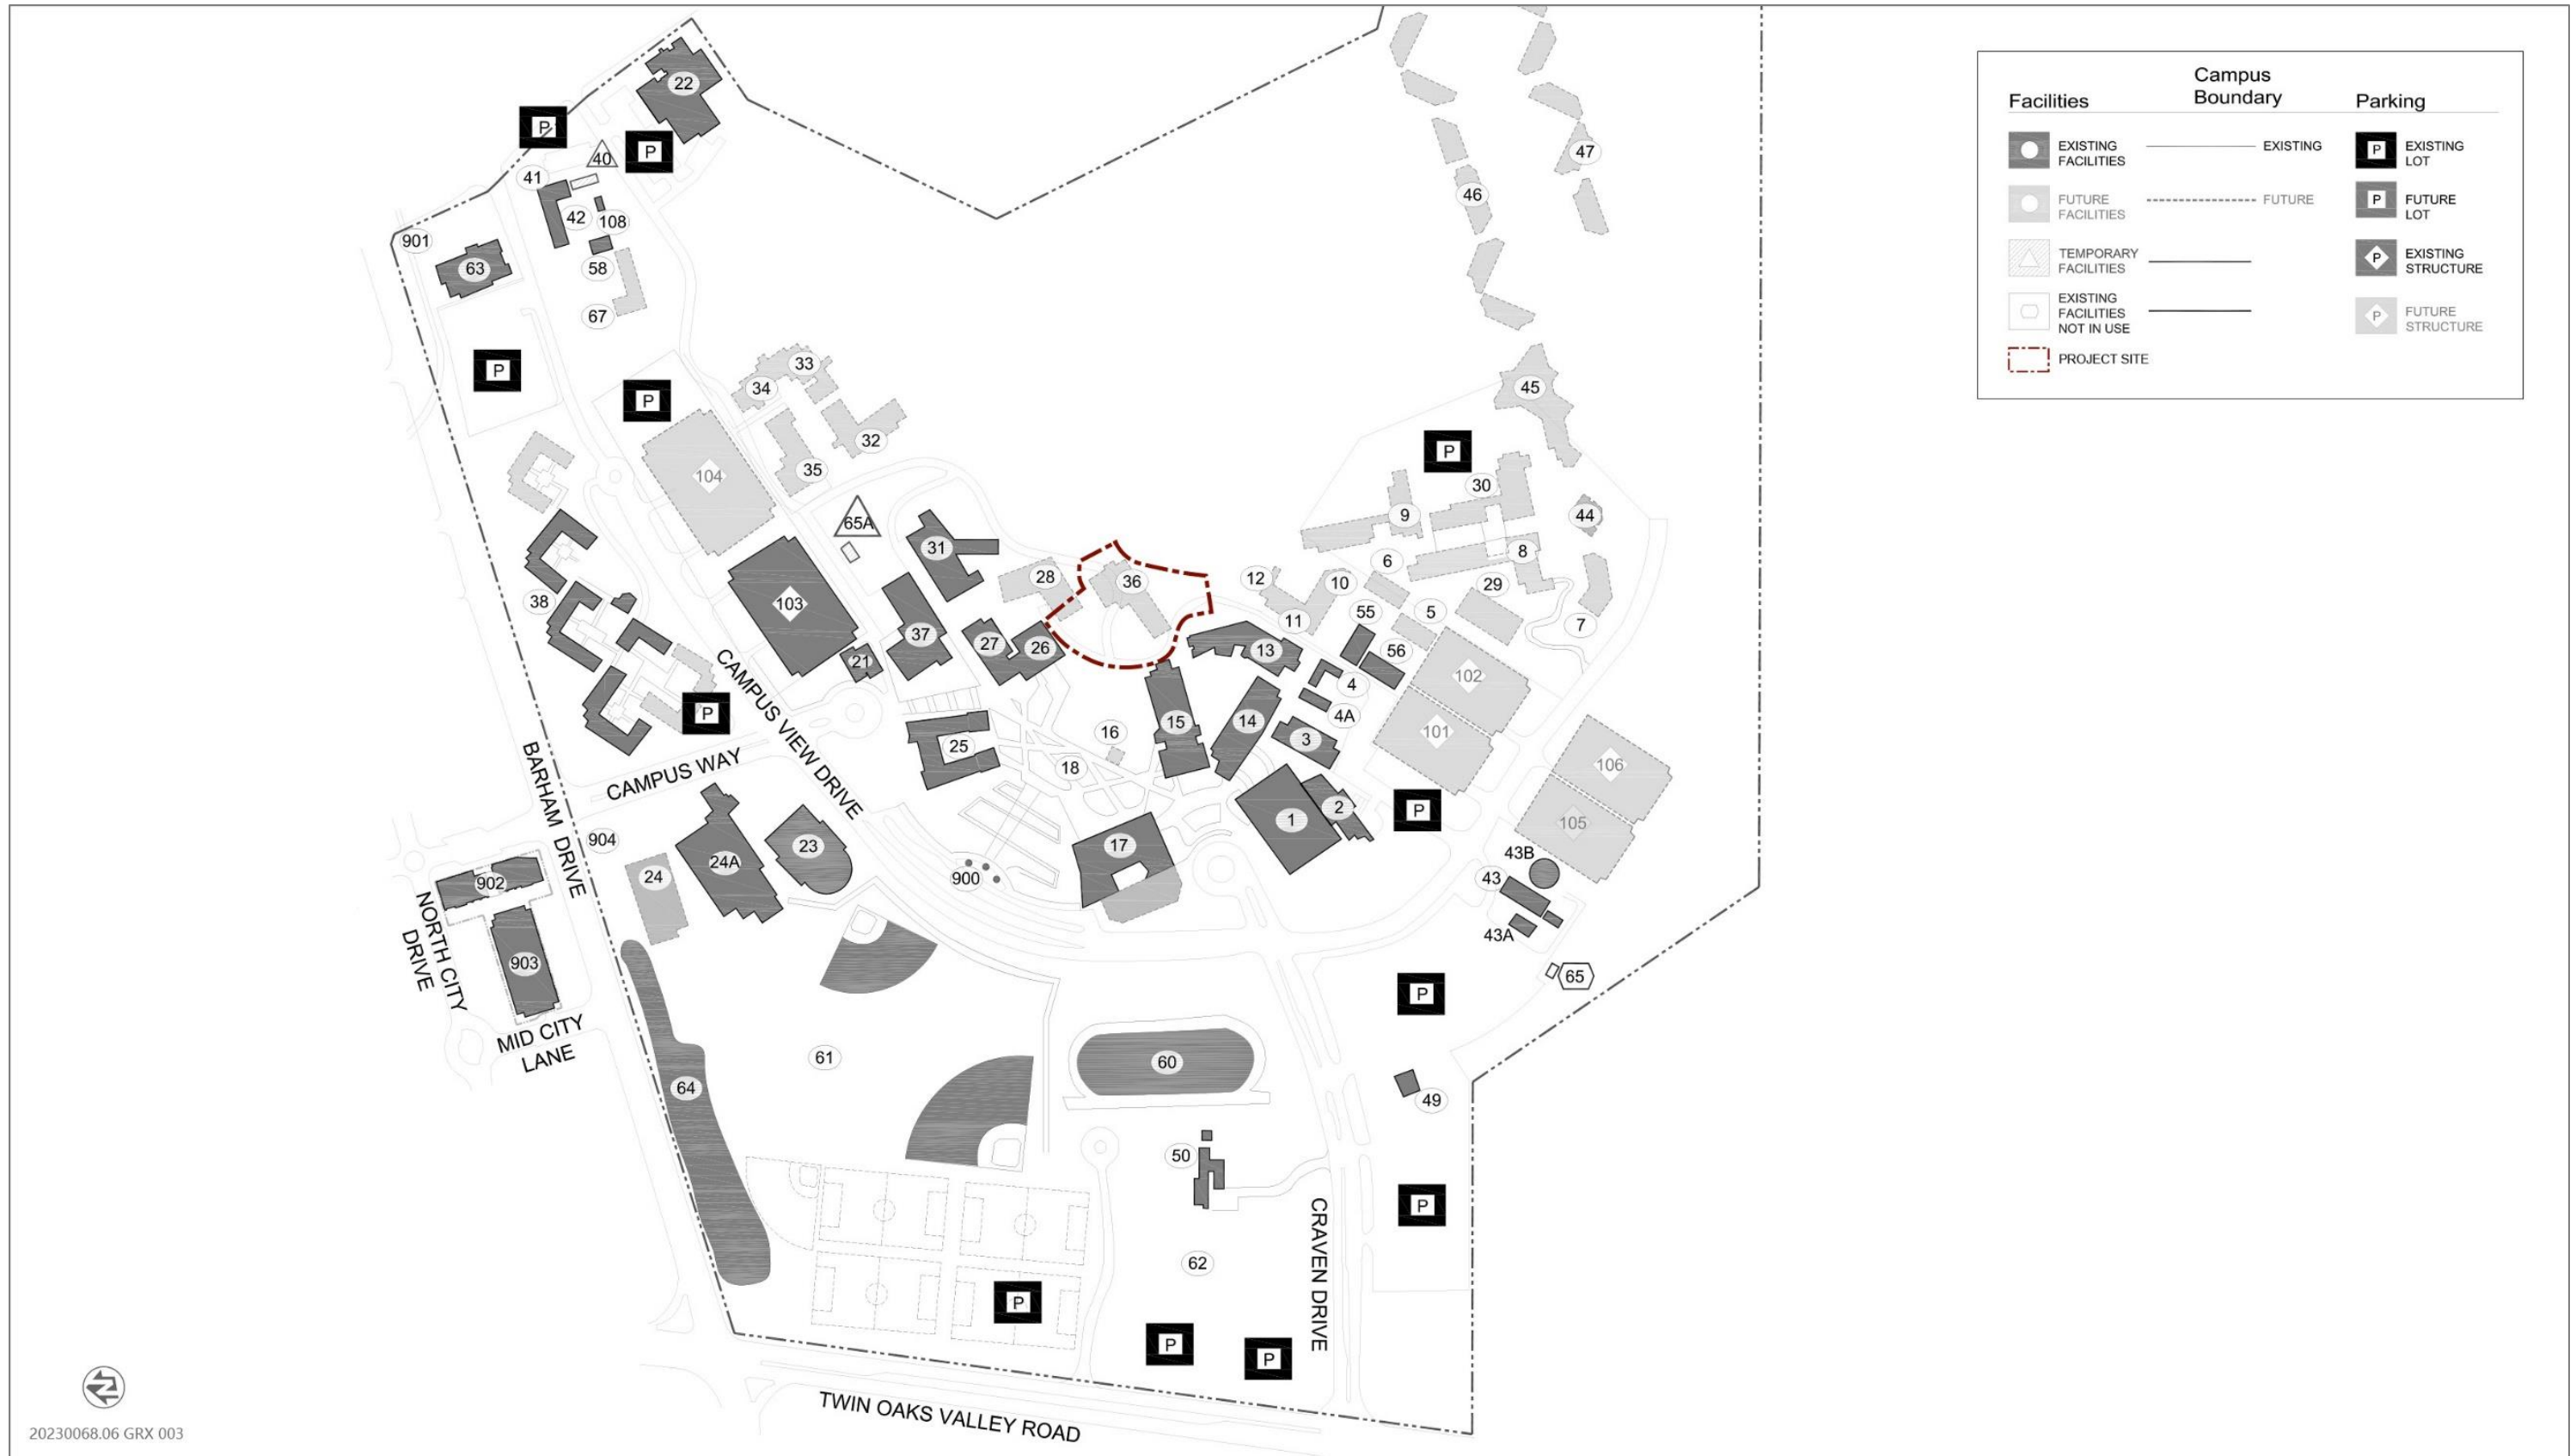 22
P
P
40
41
42
108
901
63
58
67
P
P
47
46
33
34
32
35
104
45
P
30
9
44
65A
31
8
28
36
12
10
6
29
38
103
55
5
11
7
37
27
26
13
56
21
102
4
P
4A
CAMPUS VIEW DRIVE
15
14
3
101
16
25
18
106
CAMPUS WAY
BARHAM DRIVE
904
24A
23
17
1
2
P
105
24
900
43B
43
43A
902
903
NORTH CITY
DRIVE
MID CITY
LANE
P
65
61
60
64
49
50
P
62
CRAVEN DRIVE
P
P
P
TWIN OAKS VALLEY ROAD
Facilities
Campus
Boundary
Parking
EXISTING
FACILITIES
EXISTING
P
EXISTING
LOT
FUTURE
FACILITIES
FUTURE
P
FUTURE
LOT
TEMPORARY
FACILITIES
P
EXISTING
STRUCTURE
EXISTING
FACILITIES
NOT IN USE
P
FUTURE
STRUCTURE
PROJECT SITE
20230068.06 GRX 003